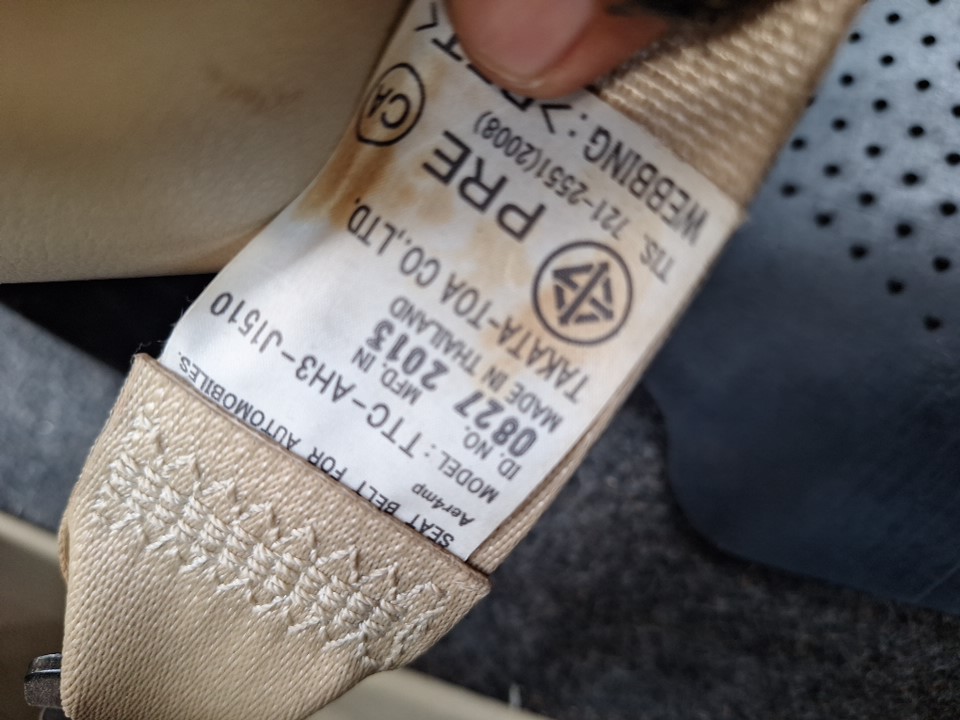 SEAT BELT FOR AUTOMOBILES.
Aer4mp
MODEL : TTC-AH3-J1510
ID. NO. MFD. IN
0827 2013
MADE IN THAILAND
TAKATA-TOA CO.,LTD.
PRE CA
TIS. 721-2551(2008)
WEBBING : >PET<